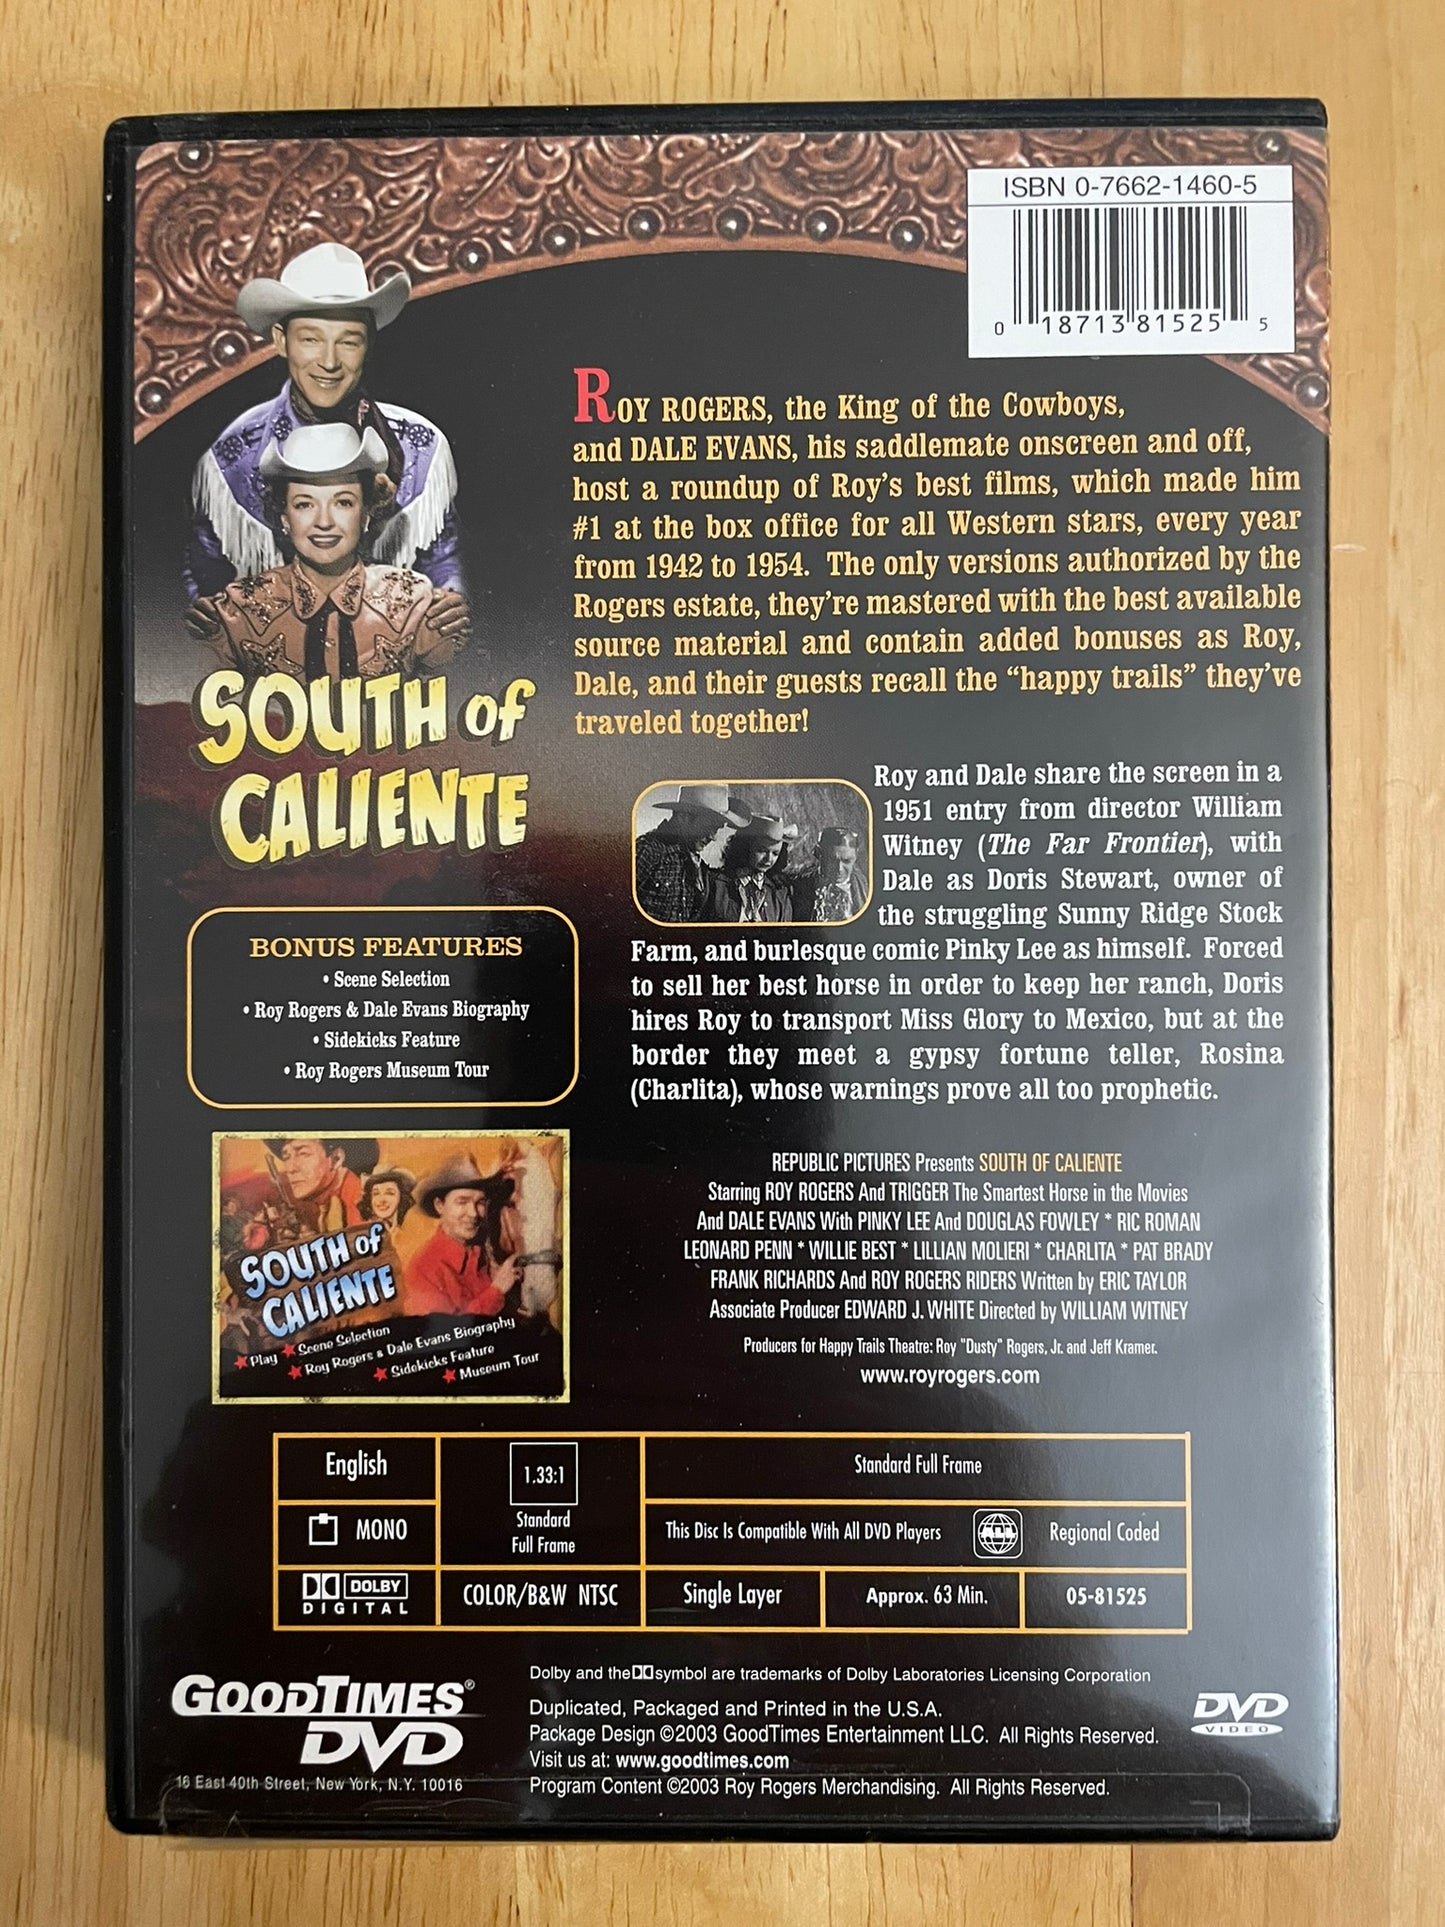 ISBN 0-7662-1460-5
0 18713 81525 5
ROY ROGERS, the King of the Cowboys,
and DALE EVANS, his saddlemate onscreen and off,
host a roundup of Roy's best films, which made him
#1 at the box office for all Western stars, every year
from 1942 to 1954. The only versions authorized by the
Rogers estate, they're mastered with the best available
source material and contain added bonuses as Roy,
Dale, and their guests recall the "happy trails" they've
traveled together!
SOUTH of
CALIENTE
Roy and Dale share the screen in a
1951 entry from director William
Witney (The Far Frontier), with
Dale as Doris Stewart, owner of
the struggling Sunny Ridge Stock
Farm, and burlesque comic Pinky Lee as himself. Forced
to sell her best horse in order to keep her ranch, Doris
hires Roy to transport Miss Glory to Mexico, but at the
border they meet a gypsy fortune teller, Rosina
(Charlita), whose warnings prove all too prophetic.
BONUS FEATURES
• Scene Selection
• Roy Rogers & Dale Evans Biography
• Sidekicks Feature
• Roy Rogers Museum Tour
SOUTH of
CALIENTE
Play Scene Selection
Roy Rogers & Dale Evans Biography
Sidekicks Feature
Museum Tour
REPUBLIC PICTURES Presents SOUTH OF CALIENTE
Starring ROY ROGERS And TRIGGER The Smartest Horse in the Movies
And DALE EVANS With PINKY LEE And DOUGLAS FOWLEY * RIC ROMAN
LEONARD PENN * WILLIE BEST * LILLIAN MOLIERI * CHARLITA * PAT BRADY
FRANK RICHARDS And ROY ROGERS RIDERS Written by ERIC TAYLOR
Associate Producer EDWARD J. WHITE Directed by WILLIAM WITNEY
Producers for Happy Trails Theatre: Roy "Dusty" Rogers, Jr. and Jeff Kramer.
www.royrogers.com
English
MONO
DOLBY
DIGITAL
1.33:1
Standard
Full Frame
COLOR/B&W NTSC
Standard Full Frame
This Disc Is Compatible With All DVD Players
ALL
Regional Coded
Single Layer
Approx. 63 Min.
05-81525
GOODTIMES®
DVD
16 East 40th Street, New York, N.Y. 10016
Dolby and the symbol are trademarks of Dolby Laboratories Licensing Corporation
Duplicated, Packaged and Printed in the U.S.A.
Package Design ©2003 GoodTimes Entertainment LLC. All Rights Reserved.
Visit us at: www.goodtimes.com
Program Content ©2003 Roy Rogers Merchandising. All Rights Reserved.
DVD
VIDEO